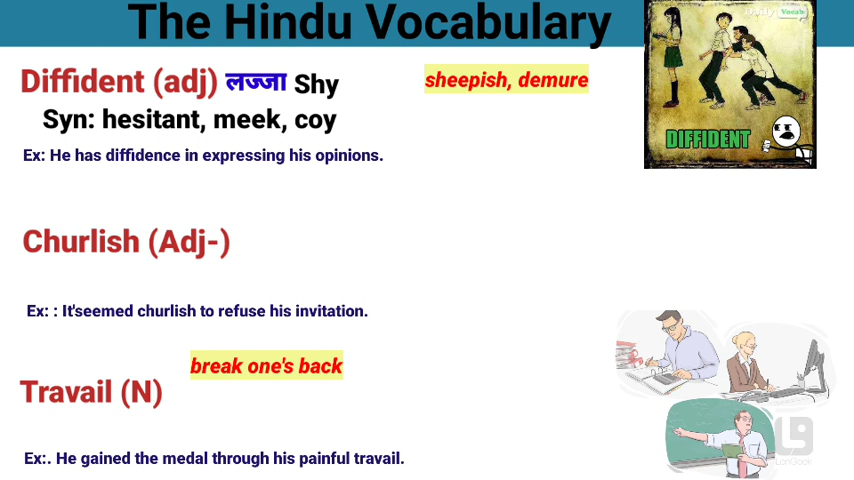 The Hindu Vocabulary
Diffident (adj) लज्जा Shy
sheepish, demure
Syn: hesitant, meek, coy
Ex: He has diffidence in expressing his opinions.
Daily Vocab
DIFFIDENT
Churlish (Adj-)
Ex: : It'seemed churlish to refuse his invitation.
break one's back
Travail (N)
Ex:. He gained the medal through his painful travail.